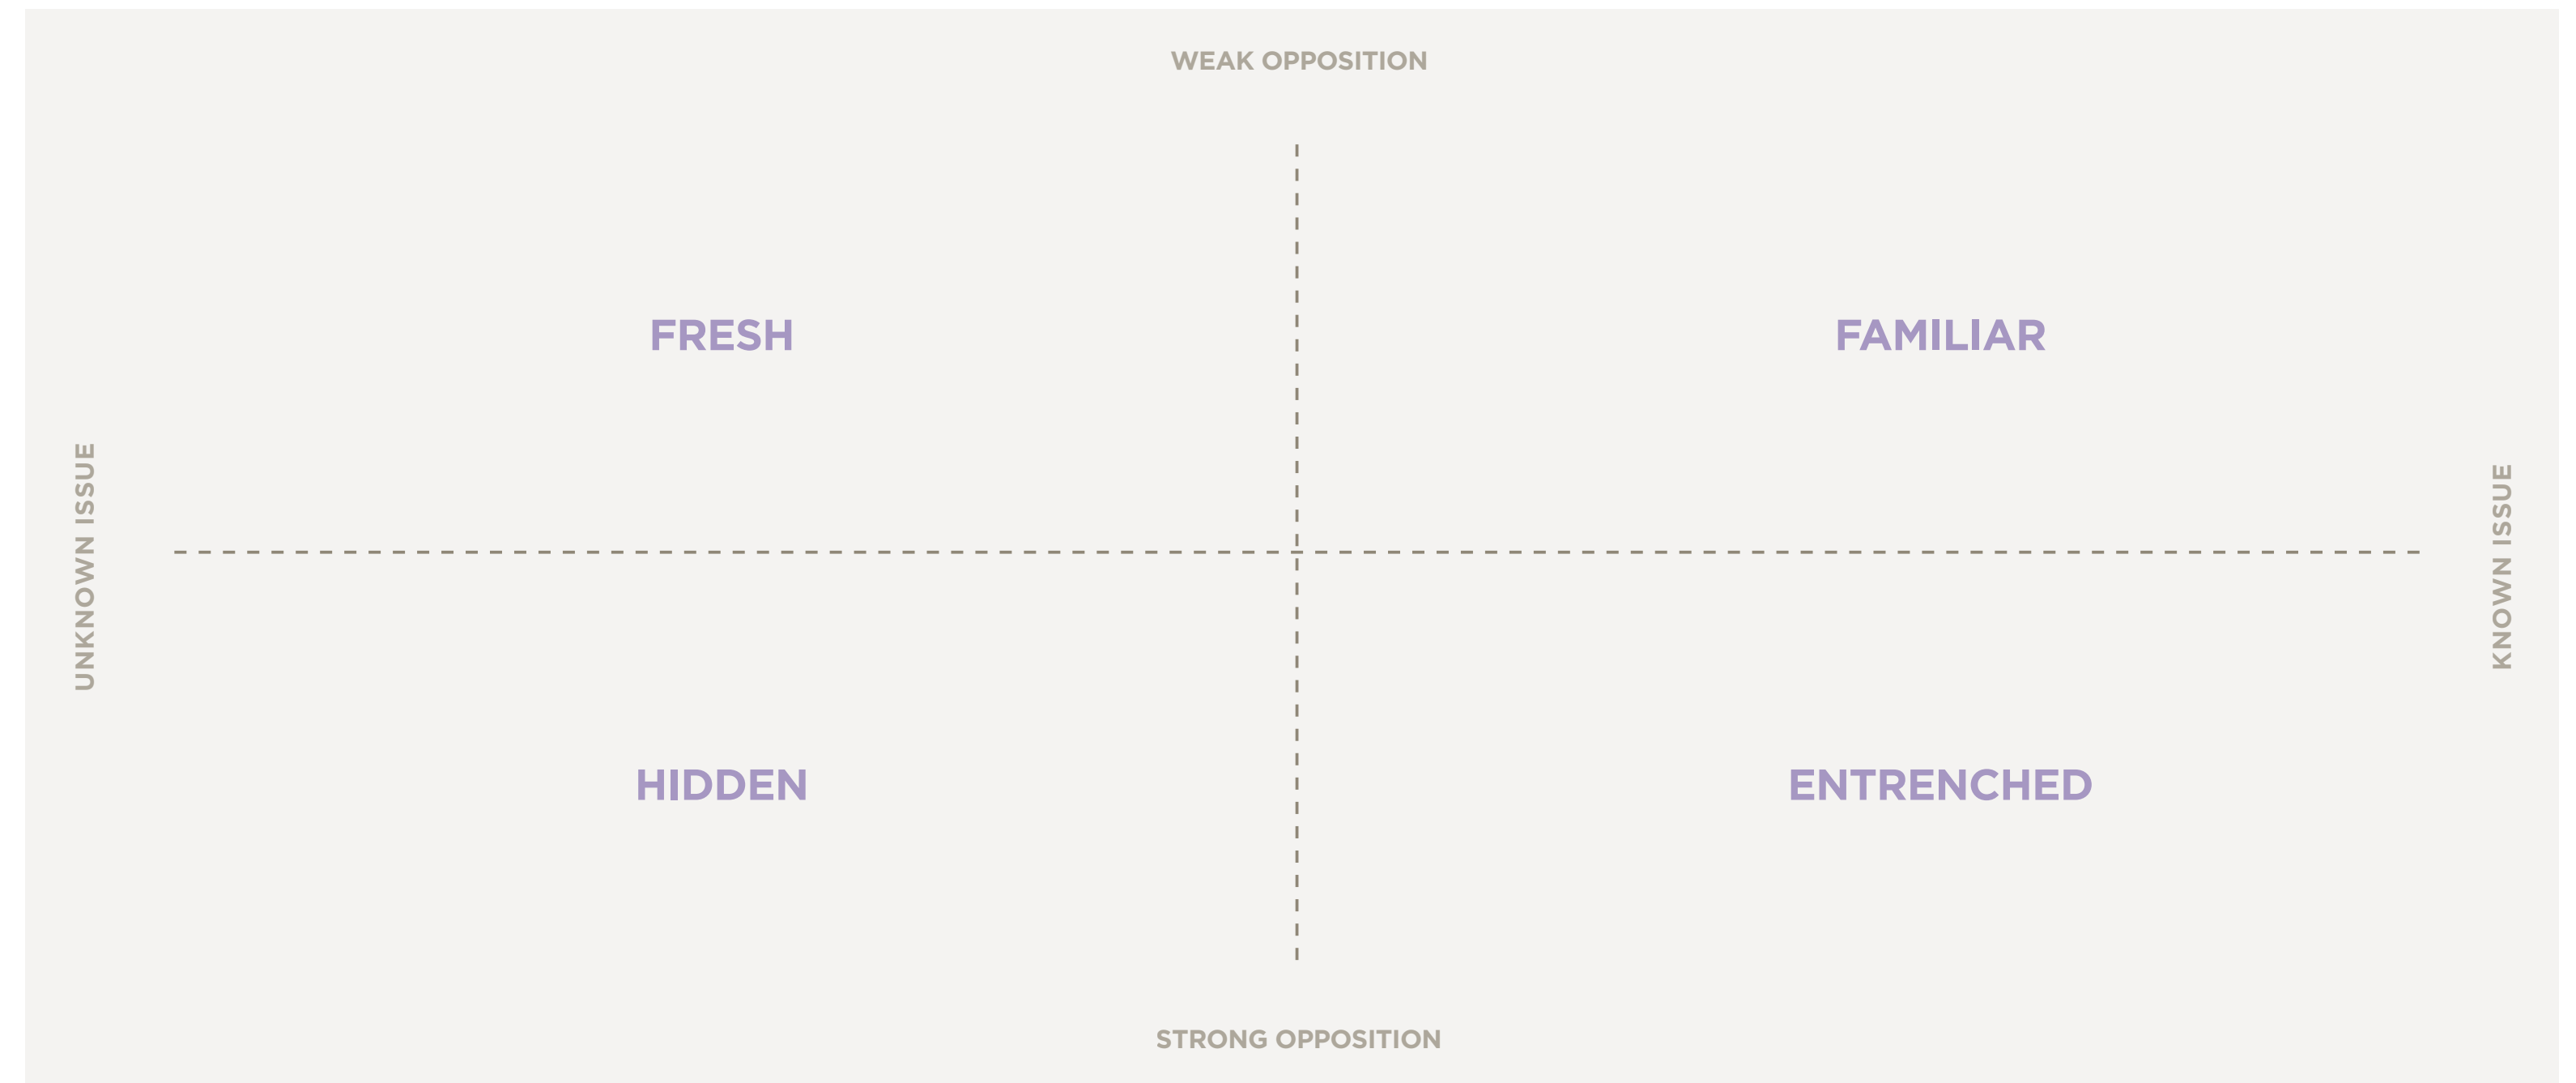 WEAK OPPOSITION
FRESH
FAMILIAR
UNKNOWN ISSUE
KNOWN ISSUE
HIDDEN
ENTRENCHED
STRONG OPPOSITION